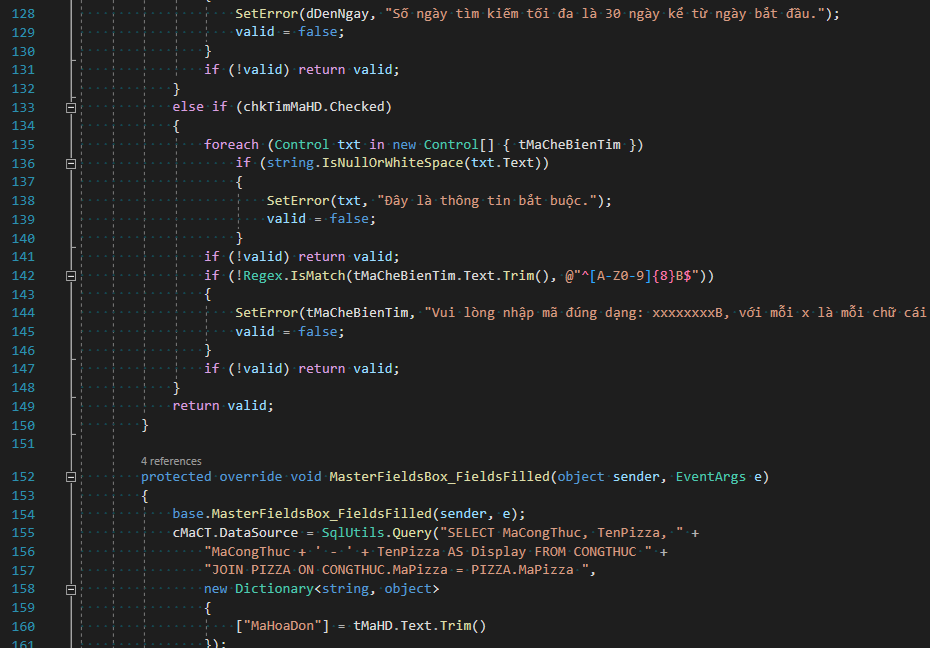 128 SetError(dDenNgay, "Số ngày tìm kiếm tối đa là 30 ngày kể từ ngày bắt đầu.");
129 valid = false;
130 }
131 if (!valid) return valid;
132 }
133 else if (chkTimMaHD.Checked)
134 {
135 foreach (Control txt in new Control[] { tMaCheBienTim })
136 if (string.IsNullOrWhiteSpace(txt.Text))
137 {
138 SetError(txt, "Đây là thông tin bắt buộc.");
139 valid = false;
140 }
141 if (!valid) return valid;
142 if (!Regex.IsMatch(tMaCheBienTim.Text.Trim(), @"^[A-Z0-9]{8}B$"))
143 {
144 SetError(tMaCheBienTim, "Vui lòng nhập mã đúng dạng: xxxxxxxxB, với mỗi x là mỗi chữ cái
145 valid = false;
146 }
147 if (!valid) return valid;
148 }
149 return valid;
150 }
151
4 references
152 protected override void MasterFieldsBox_FieldsFilled(object sender, EventArgs e)
153 {
154 base.MasterFieldsBox_FieldsFilled(sender, e);
155 cMaCT.DataSource = SqlUtils.Query("SELECT MaCongThuc, TenPizza, " +
156 "MaCongThuc + ' - ' + TenPizza AS Display FROM CONGTHUC " +
157 "JOIN PIZZA ON CONGTHUC.MaPizza = PIZZA.MaPizza ",
158 new Dictionary<string, object>
159 {
160 ["MaHoaDon"] = tMaHD.Text.Trim()
161 });